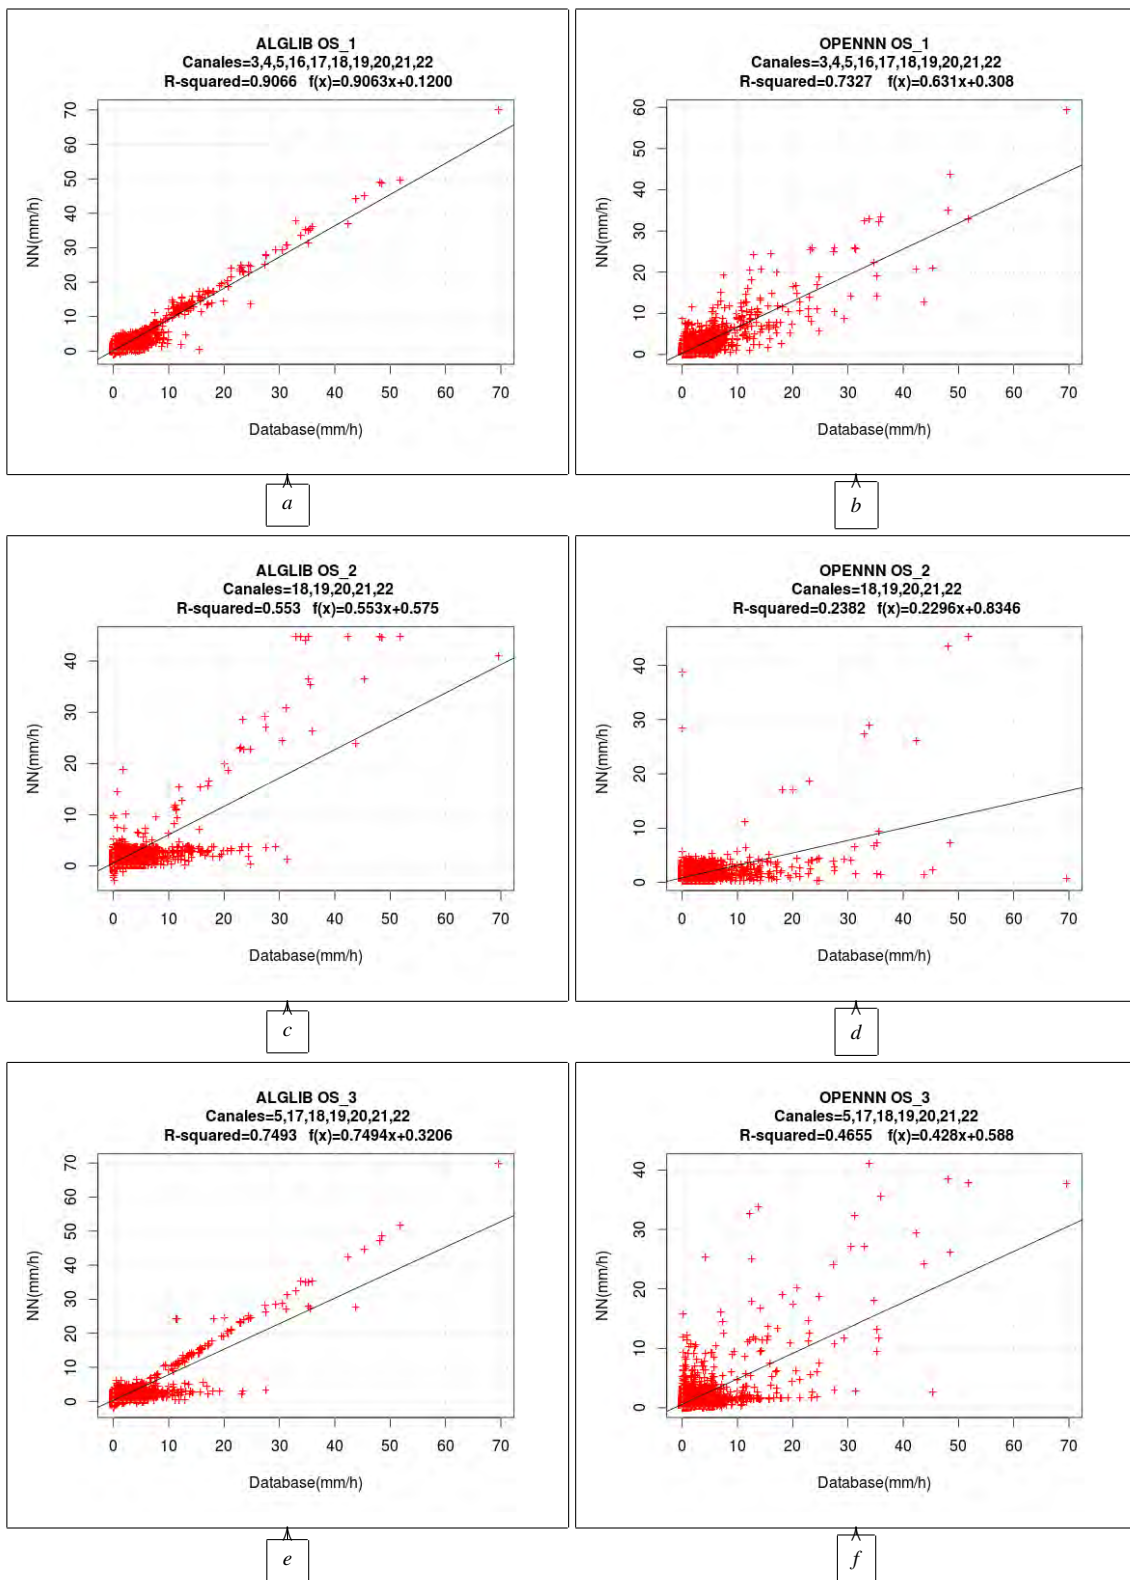 ALGLIB OS_1
Canales=3,4,5,16,17,18,19,20,21,22
R-squared=0.9066 f(x)=0.9063x+0.1200
70
60
50
40
30
20
10
0
NN(mm/h)
0 10 20 30 40 50 60 70
Database(mm/h)
a
OPENNN OS_1
Canales=3,4,5,16,17,18,19,20,21,22
R-squared=0.7327 f(x)=0.631x+0.308
60
50
40
30
20
10
0
NN(mm/h)
0 10 20 30 40 50 60 70
Database(mm/h)
b
ALGLIB OS_2
Canales=18,19,20,21,22
R-squared=0.553 f(x)=0.553x+0.575
40
30
20
10
0
NN(mm/h)
0 10 20 30 40 50 60 70
Database(mm/h)
c
OPENNN OS_2
Canales=18,19,20,21,22
R-squared=0.2382 f(x)=0.2296x+0.8346
40
30
20
10
0
NN(mm/h)
0 10 20 30 40 50 60 70
Database(mm/h)
d
ALGLIB OS_3
Canales=5,17,18,19,20,21,22
R-squared=0.7493 f(x)=0.7494x+0.3206
70
60
50
40
30
20
10
0
NN(mm/h)
0 10 20 30 40 50 60 70
Database(mm/h)
e
OPENNN OS_3
Canales=5,17,18,19,20,21,22
R-squared=0.4655 f(x)=0.428x+0.588
40
30
20
10
0
NN(mm/h)
0 10 20 30 40 50 60 70
Database(mm/h)
f